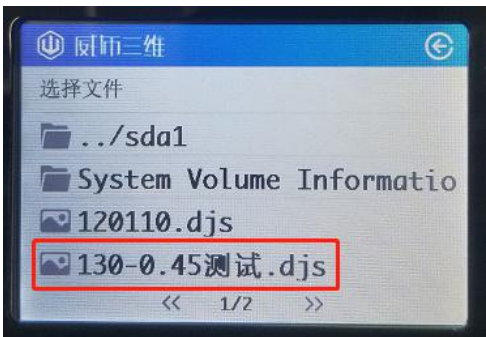 威布三维
选择文件
../sda1
System Volume Informatio
120110.djs
130-0.45测试.djs
<< 1/2 >>